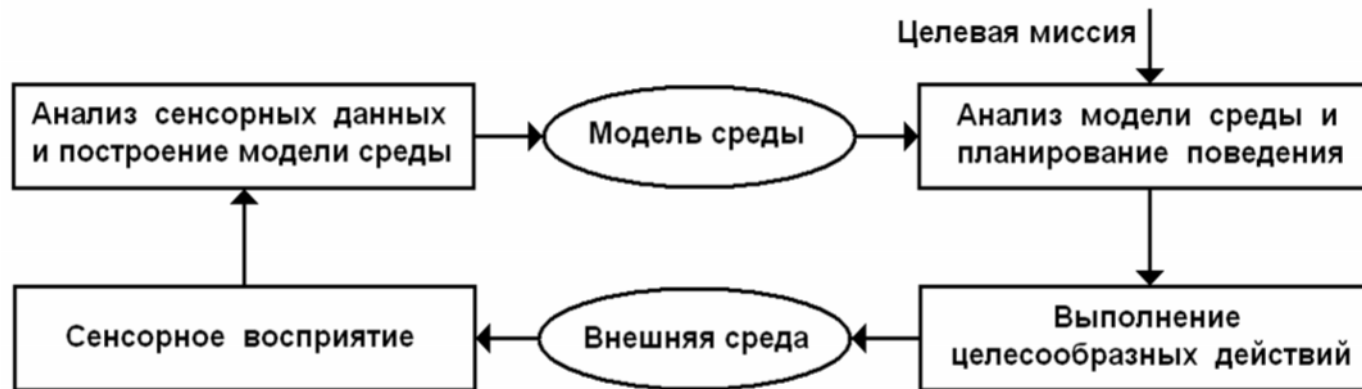 Целевая миссия
Анализ сенсорных данных
и построение модели среды
Модель среды
Анализ модели среды и
планирование поведения
Сенсорное восприятие
Внешняя среда
Выполнение
целесообразных действий